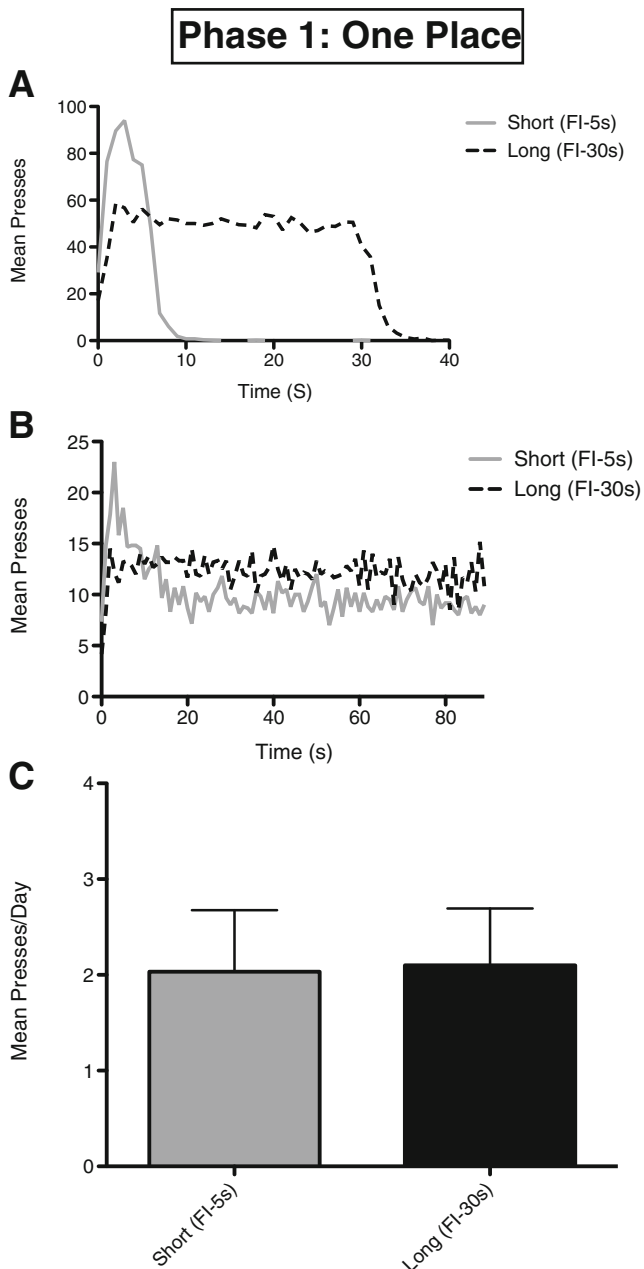 Phase 1: One Place
A
100
80
60
40
20
0
Mean Presses
0 10 20 30 40
Time (S)
Short (FI-5s)
Long (FI-30s)
B
25
20
15
10
5
0
Mean Presses
0 20 40 60 80
Time (s)
Short (FI-5s)
Long (FI-30s)
C
4
3
2
1
0
Mean Presses/Day
Short (FI-5s)
Long (FI-30s)